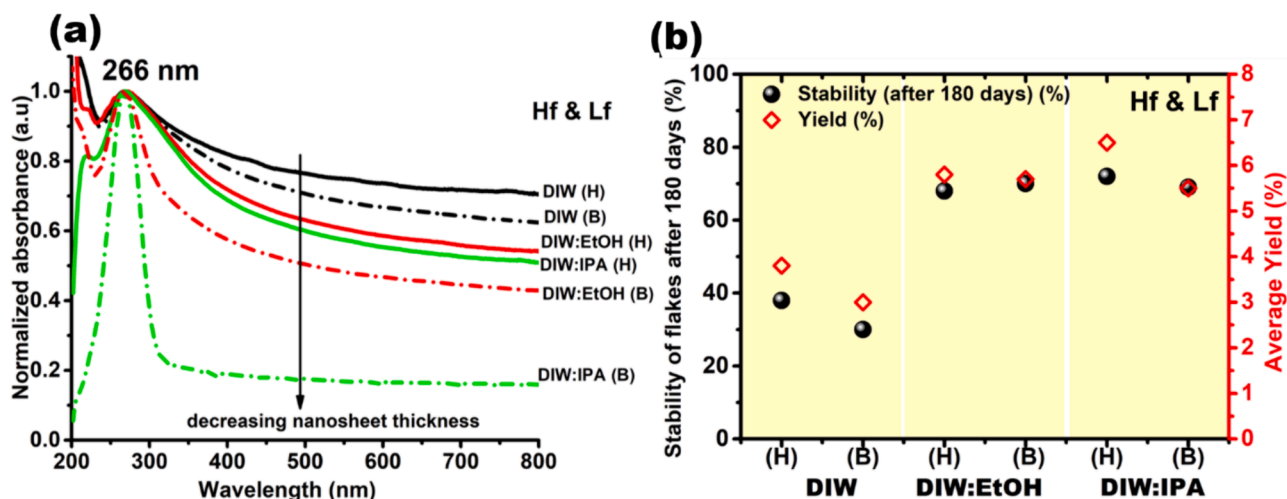 (a)
266 nm
Hf & Lf
Normalized absorbance (a.u)
1.0
0.8
0.6
0.4
0.2
0.0
DIW (H)
DIW (B)
DIW:EtOH (H)
DIW:IPA (H)
DIW:EtOH (B)
DIW:IPA (B)
decreasing nanosheet thickness
200 300 400 500 600 700 800
Wavelength (nm)
(b)
Stability of flakes after 180 days (%)
100
80
60
40
20
0
Stability (after 180 days) (%)
Yield (%)
Hf & Lf
8
7
6
5
4
3
2
1
0
Average Yield (%)
(H) (B) (H) (B) (H) (B)
DIW DIW:EtOH DIW:IPA